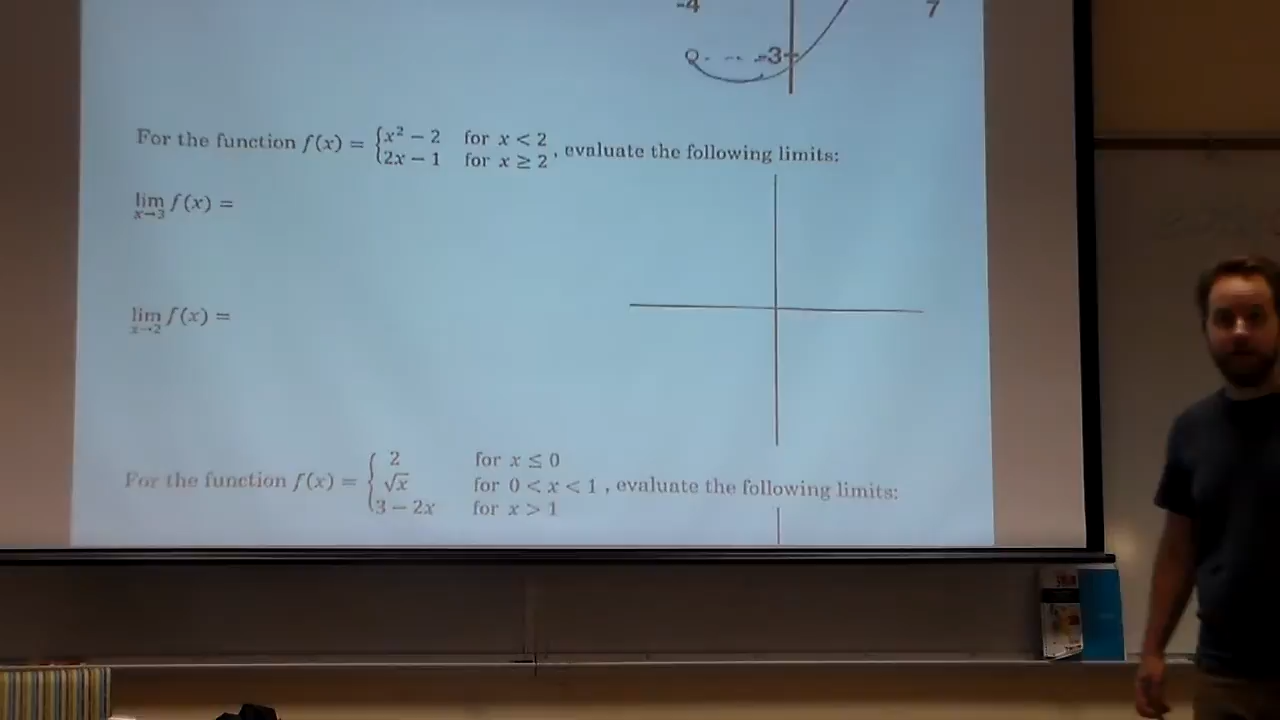 -4
7
-3
For the function f(x) = {x² − 2 for x < 2
{2x − 1 for x ≥ 2 , evaluate the following limits:
lim x→3 f(x) =
lim x→2 f(x) =
For the function f(x) = { 2 for x ≤ 0
√x for 0 < x < 1 , evaluate the following limits:
3 − 2x for x > 1